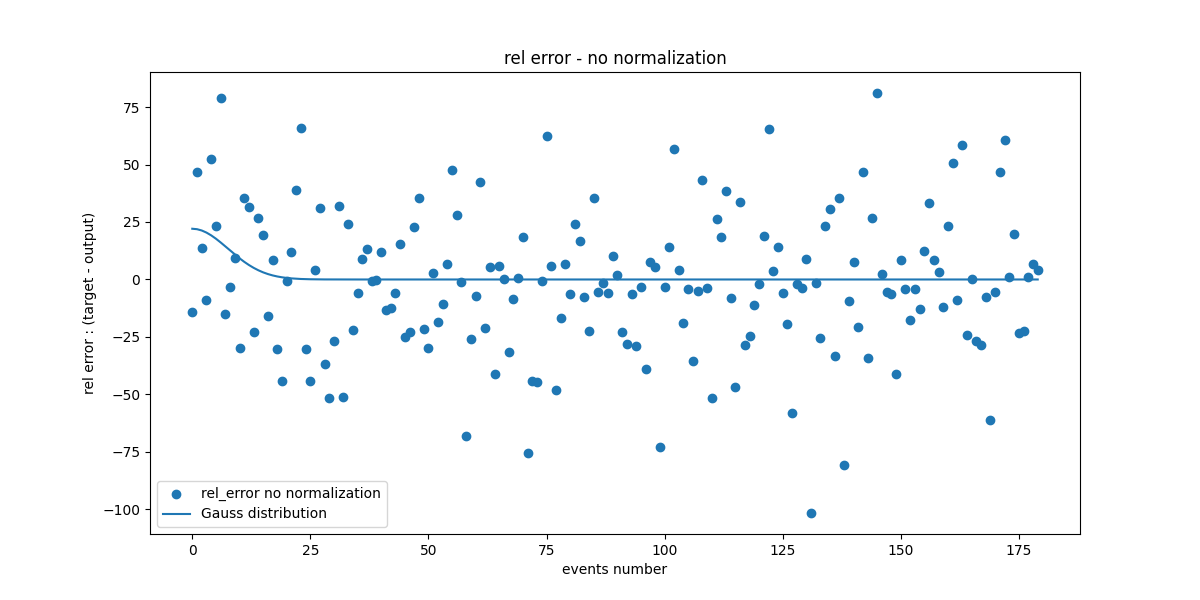 rel error - no normalization
rel error : (tarrget - output)
75
50
25
0
−25
−50
−75
−100
rel_error no normalization
Gauss distribution
0 25 50 75 100 125 150 175
events number